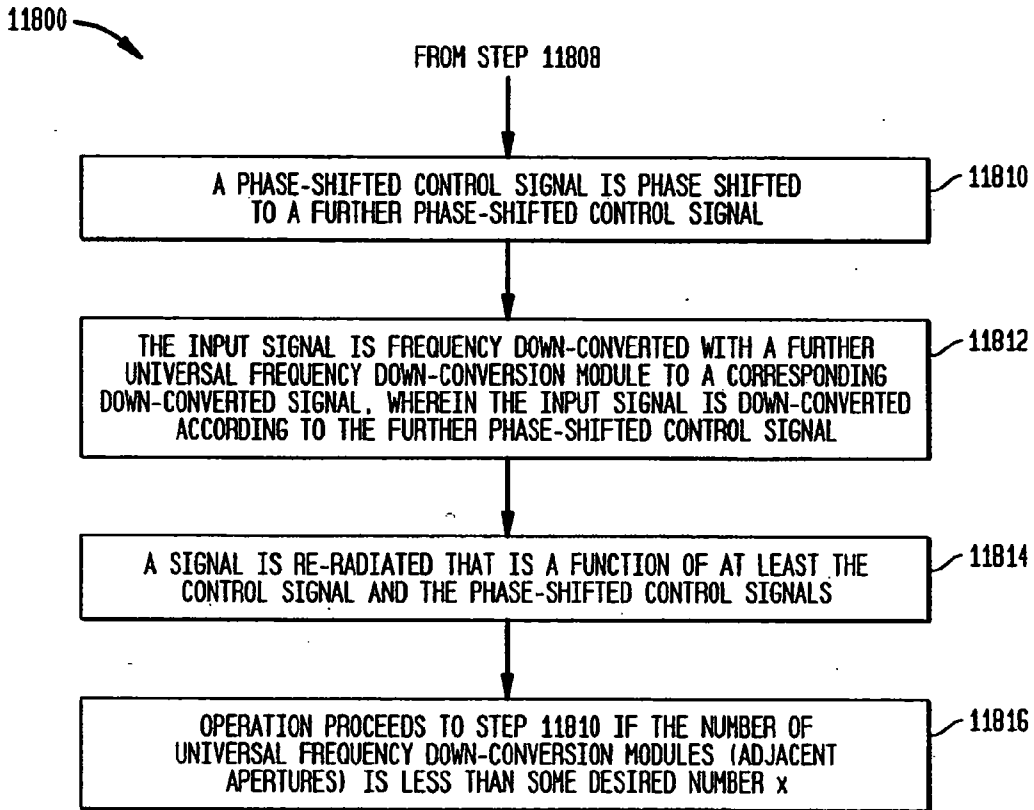 11800
FROM STEP 11808
A PHASE-SHIFTED CONTROL SIGNAL IS PHASE SHIFTED
TO A FURTHER PHASE-SHIFTED CONTROL SIGNAL
11810
THE INPUT SIGNAL IS FREQUENCY DOWN-CONVERTED WITH A FURTHER
UNIVERSAL FREQUENCY DOWN-CONVERSION MODULE TO A CORRESPONDING
DOWN-CONVERTED SIGNAL, WHEREIN THE INPUT SIGNAL IS DOWN-CONVERTED
ACCORDING TO THE FURTHER PHASE-SHIFTED CONTROL SIGNAL
11812
A SIGNAL IS RE-RADIATED THAT IS A FUNCTION OF AT LEAST THE
CONTROL SIGNAL AND THE PHASE-SHIFTED CONTROL SIGNALS
11814
OPERATION PROCEEDS TO STEP 11810 IF THE NUMBER OF
UNIVERSAL FREQUENCY DOWN-CONVERSION MODULES (ADJACENT
APERTURES) IS LESS THAN SOME DESIRED NUMBER x
11816